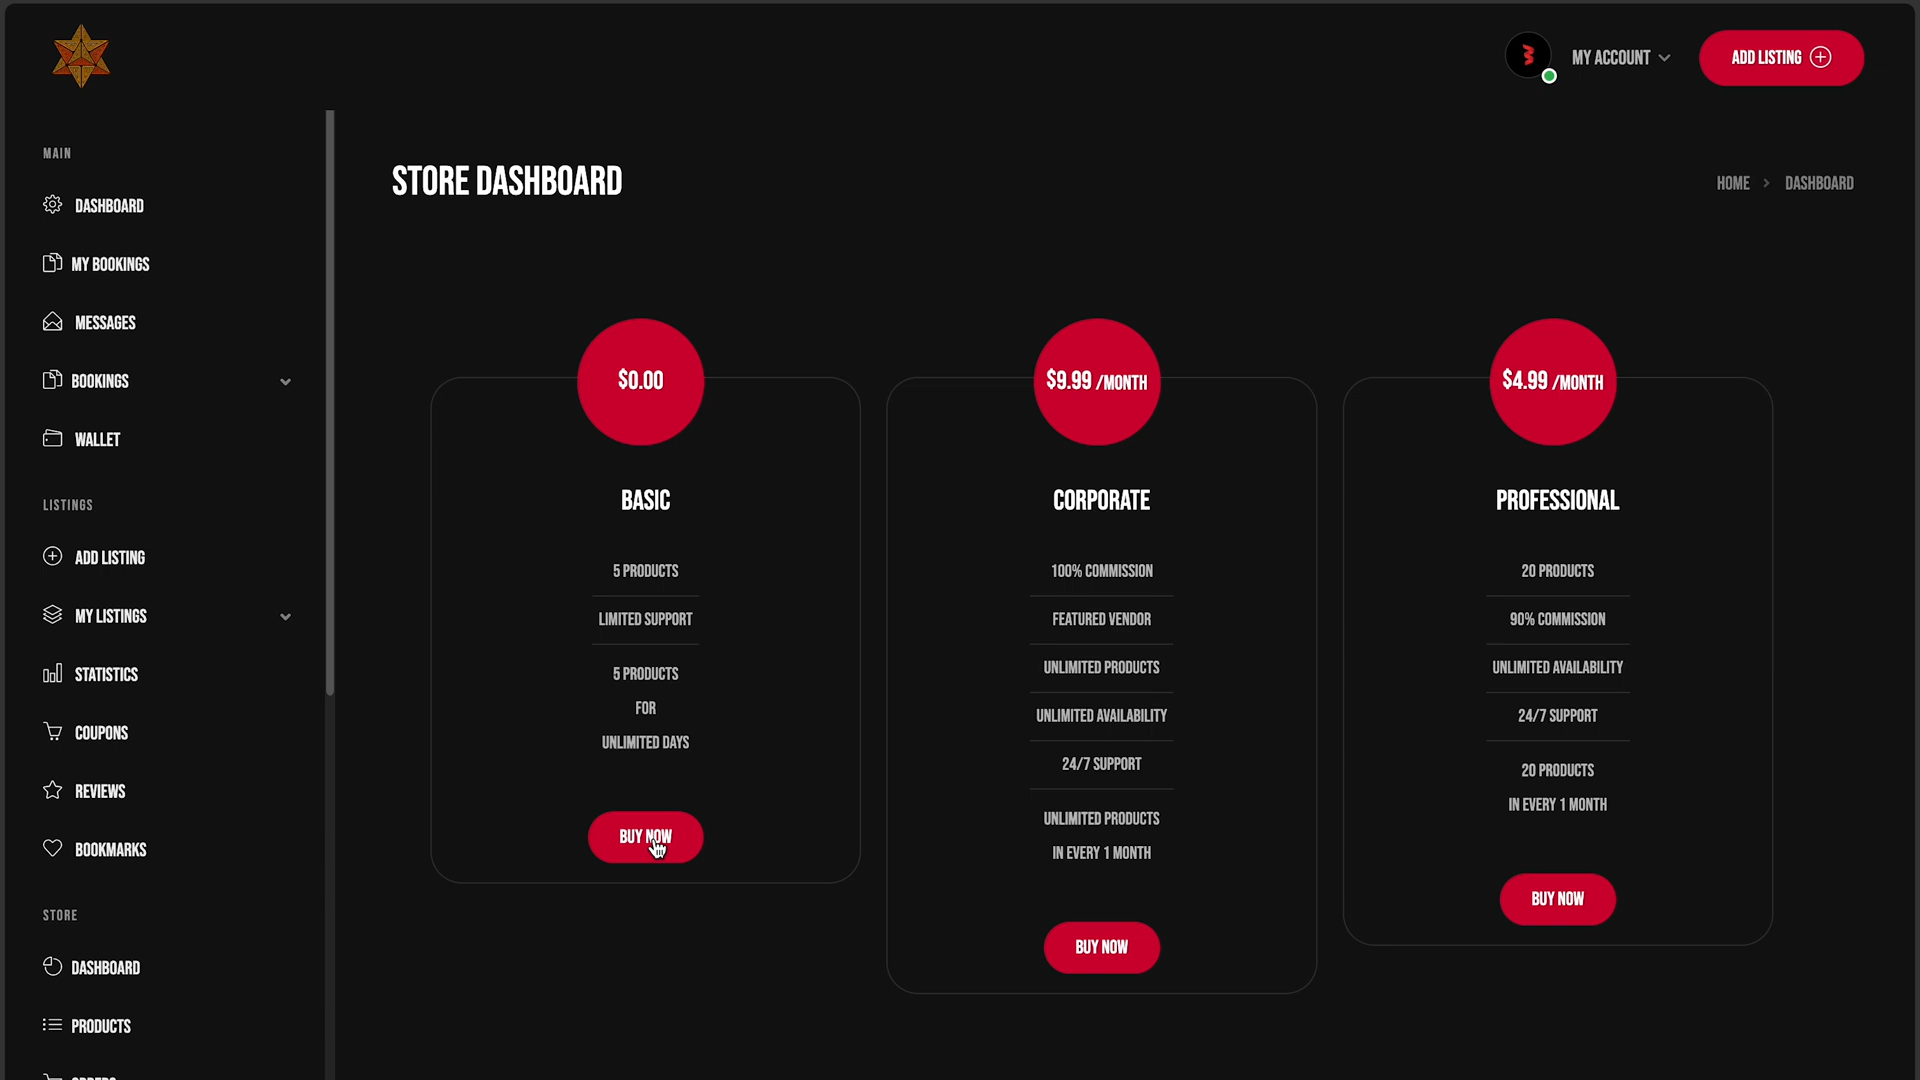 MY ACCOUNT
ADD LISTING
MAIN
DASHBOARD
MY BOOKINGS
MESSAGES
BOOKINGS
WALLET
LISTINGS
ADD LISTING
MY LISTINGS
STATISTICS
COUPONS
REVIEWS
BOOKMARKS
STORE
DASHBOARD
PRODUCTS
STORE DASHBOARD
HOME > DASHBOARD
$0.00
BASIC
5 PRODUCTS
LIMITED SUPPORT
5 PRODUCTS
FOR
UNLIMITED DAYS
BUY NOW
$9.99 /MONTH
CORPORATE
100% COMMISSION
FEATURED VENDOR
UNLIMITED PRODUCTS
UNLIMITED AVAILABILITY
24/7 SUPPORT
UNLIMITED PRODUCTS
IN EVERY 1 MONTH
BUY NOW
$4.99 /MONTH
PROFESSIONAL
20 PRODUCTS
90% COMMISSION
UNLIMITED AVAILABILITY
24/7 SUPPORT
20 PRODUCTS
IN EVERY 1 MONTH
BUY NOW